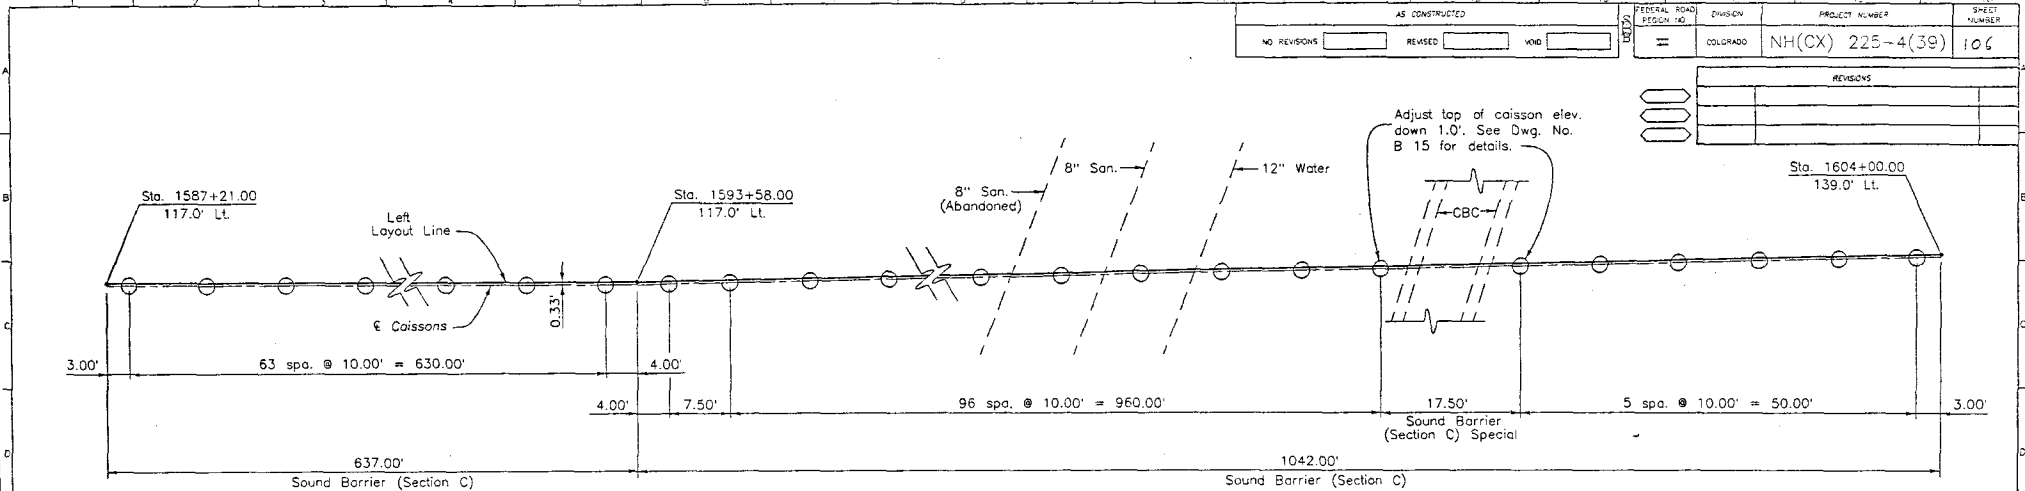 AS CONSTRUCTED
NO REVISIONS
REVISED
VOID
FEDERAL ROAD
REGION NO.
DIVISION
COLORADO
PROJECT NUMBER
NH(CX) 225-4(39)
SHEET
NUMBER
106
REVISIONS
Adjust top of caisson elev.
down 1.0'. See Dwg. No.
B 15 for details.
Sta. 1587+21.00
117.0' Lt.
Left
Layout Line
Sta. 1593+58.00
117.0' Lt.
8" San.
(Abandoned)
8" San.
12" Water
CBC
Sta. 1604+00.00
139.0' Lt.
℄ Caissons
0.33'
3.00'
63 spa. @ 10.00' = 630.00'
4.00'
4.00'
7.50'
96 spa. @ 10.00' = 960.00'
17.50'
5 spa. @ 10.00' = 50.00'
3.00'
Sound Barrier
(Section C) Special
637.00'
Sound Barrier (Section C)
1042.00'
Sound Barrier (Section C)
A
B
C
D
B
C
D